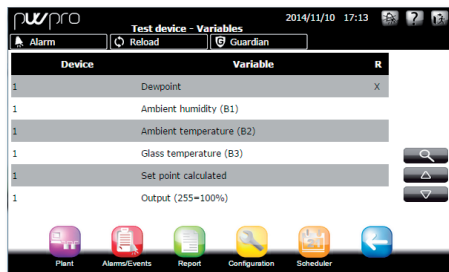 pwpro
Test device - Variables
2014/11/10 17:13
Alarm Reload Guardian
Device Variable R
1 Dewpoint X
1 Ambient humidity (B1)
1 Ambient temperature (B2)
1 Glass temperature (B3)
1 Set point calculated
1 Output (255=100%)
Plant Alarms/Events Report Configuration Scheduler